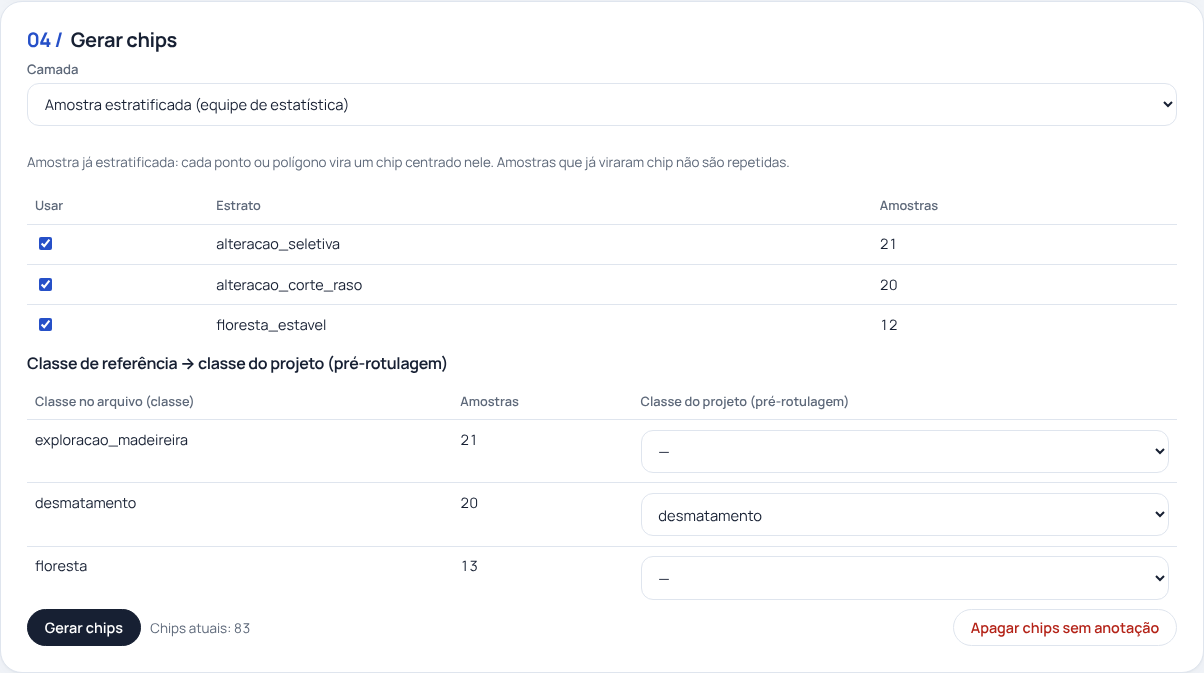 04 / Gerar chips
Camada
Amostra estratificada (equipe de estatística)
Amostra já estratificada: cada ponto ou polígono vira um chip centrado nele. Amostras que já viraram chip não são repetidas.
Usar Estrato Amostras
alteracao_seletiva 21
alteracao_corte_raso 20
floresta_estavel 12
Classe de referência → classe do projeto (pré-rotulagem)
Classe no arquivo (classe) Amostras Classe do projeto (pré-rotulagem)
exploracao_madeireira 21 —
desmatamento 20 desmatamento
floresta 13 —
Gerar chips Chips atuais: 83 Apagar chips sem anotação